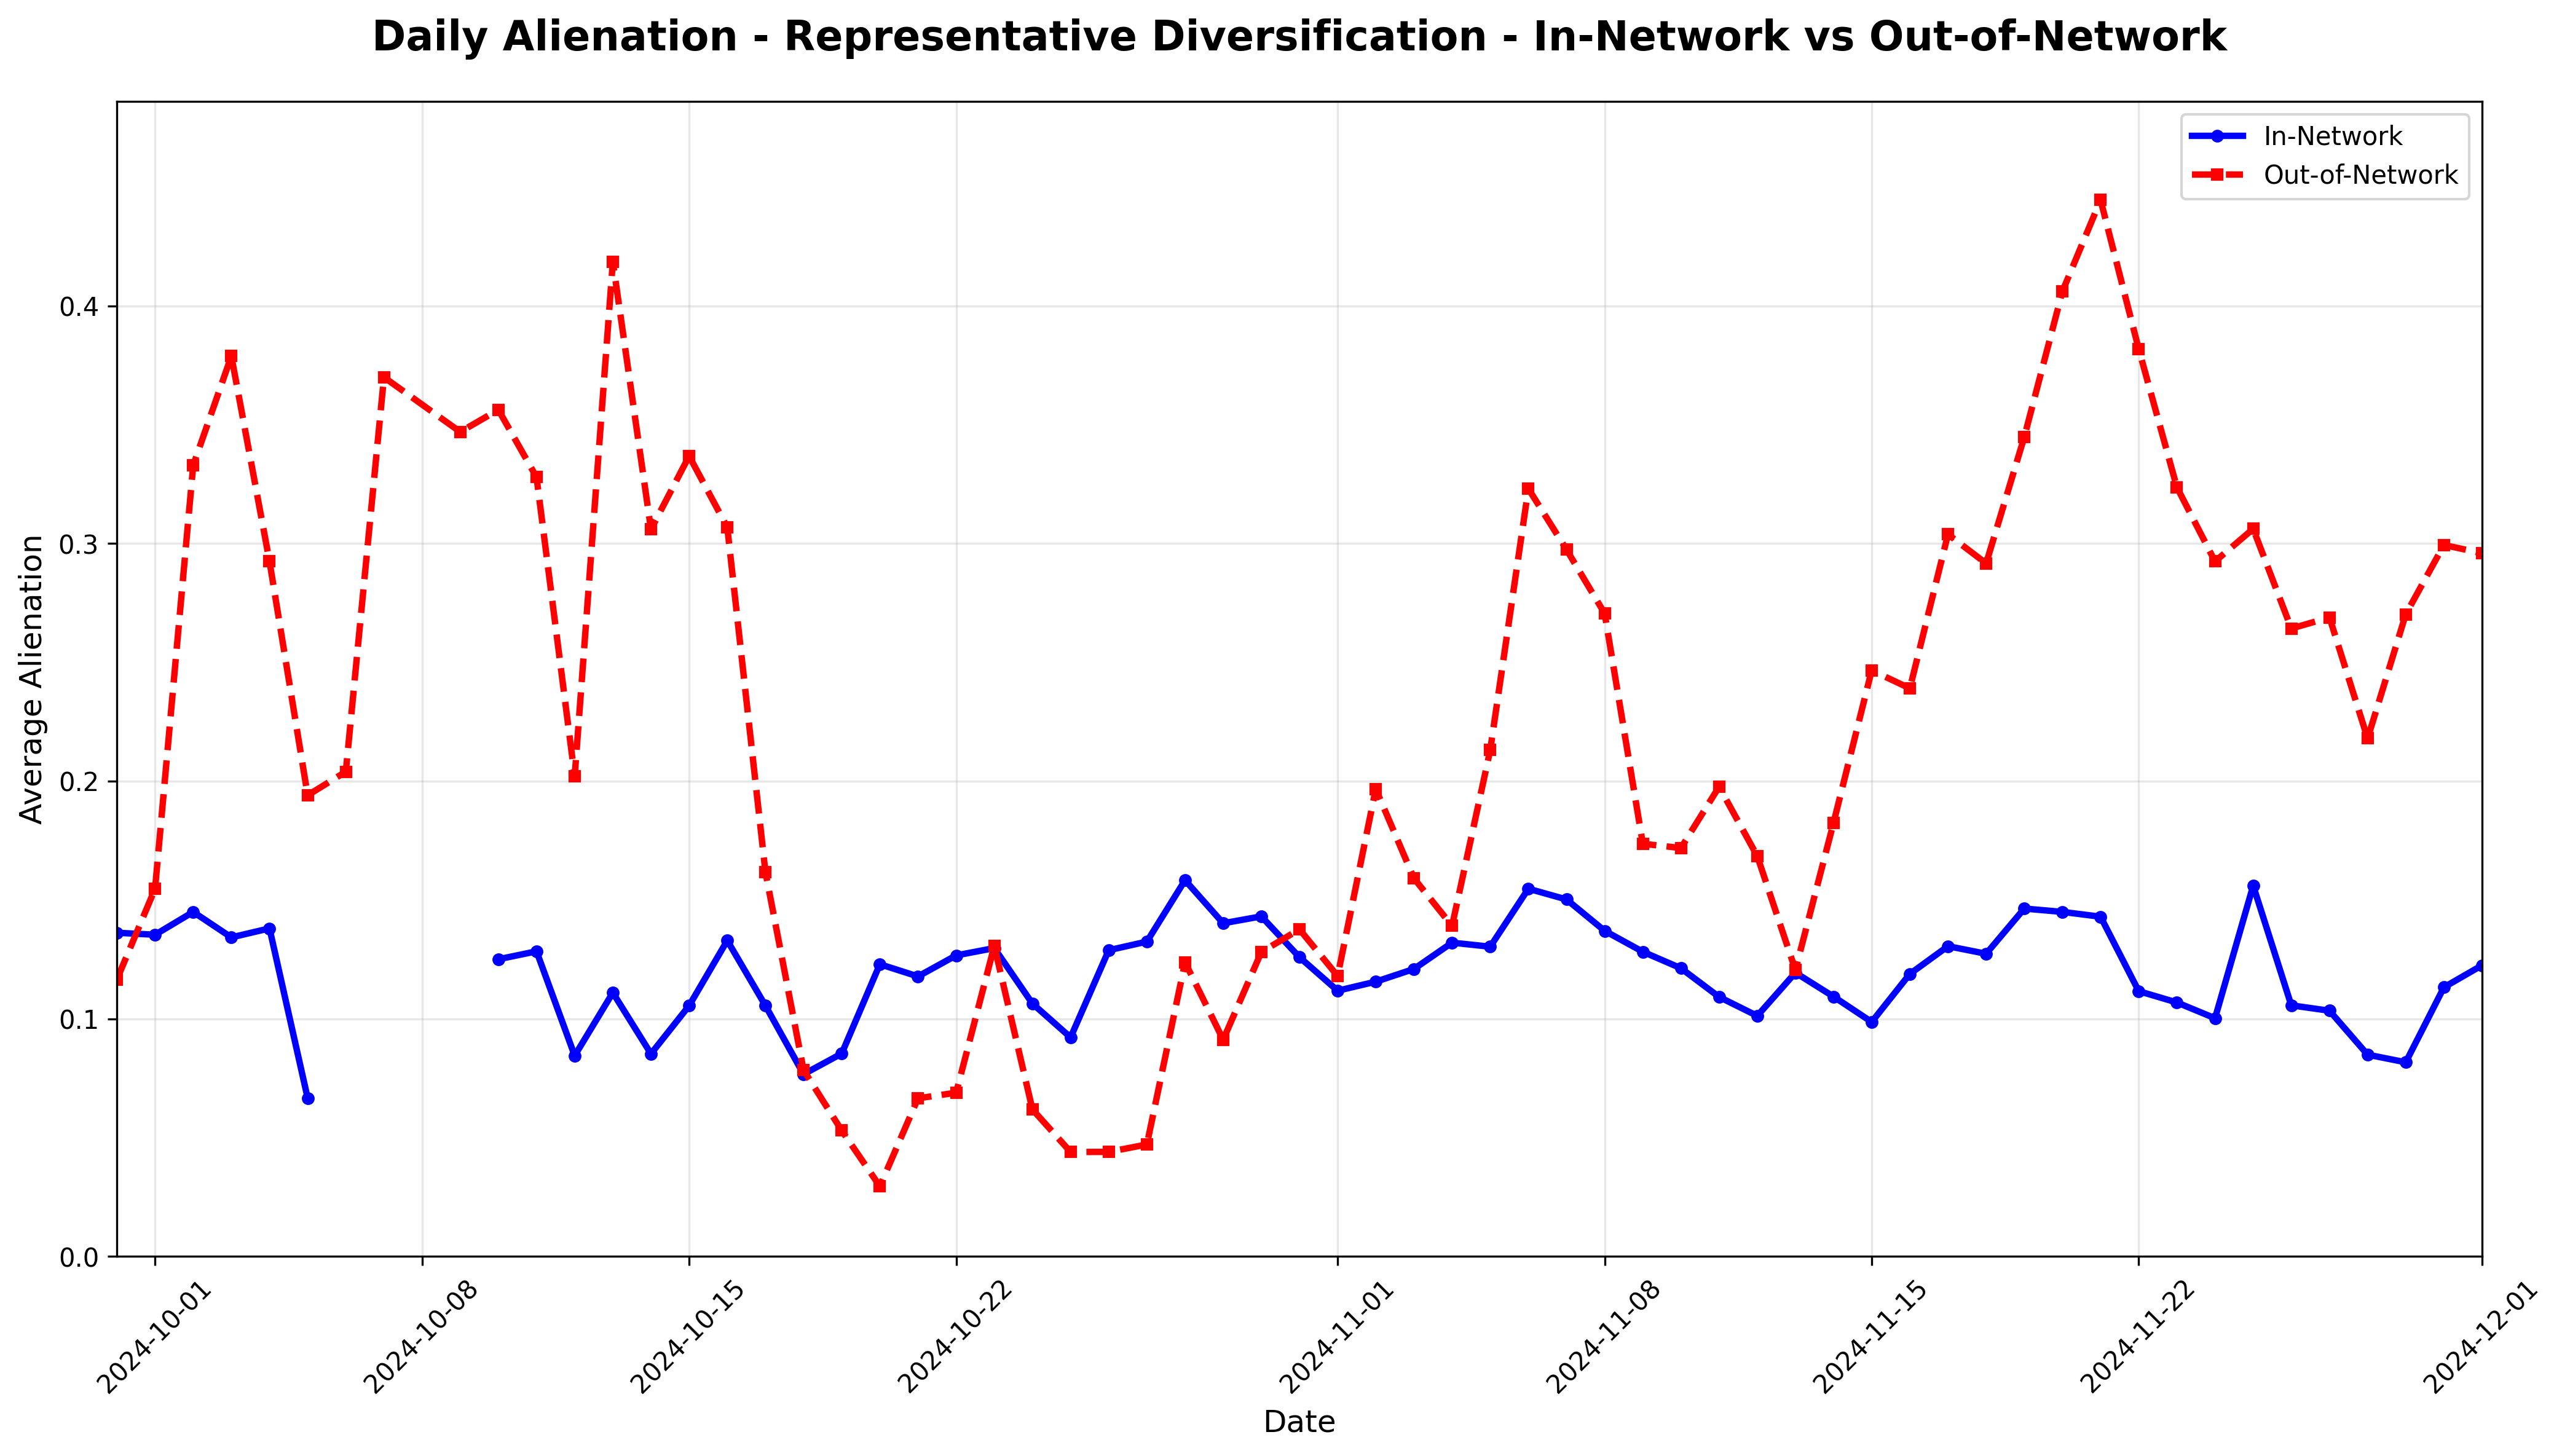 Daily Alienation - Representative Diversification - In-Network vs Out-of-Network
In-Network
Out-of-Network
Average Alienation
0.4
0.3
0.2
0.1
0.0
2024-10-01
2024-10-08
2024-10-15
2024-10-22
2024-11-01
2024-11-08
2024-11-15
2024-11-22
2024-12-01
Date